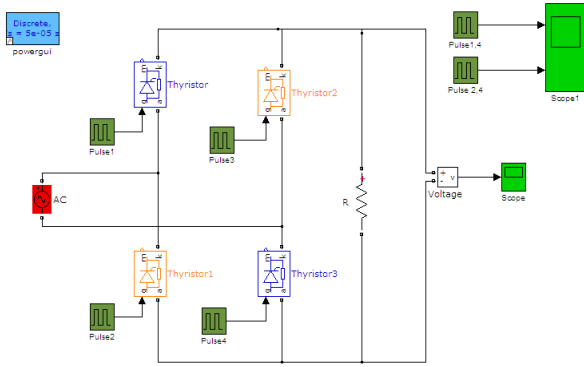 Discrete,
s = 5e-05 s
powergui
Thyristor
Thyristor2
Pulse1
Pulse3
AC
Thyristor1
Thyristor3
Pulse2
Pulse4
m
k
g
a
m
k
g
a
m
k
g
a
m
k
g
a
R
+
+
-
v
Voltage
Scope
Pulse1,4
Pulse 2,4
Scope1